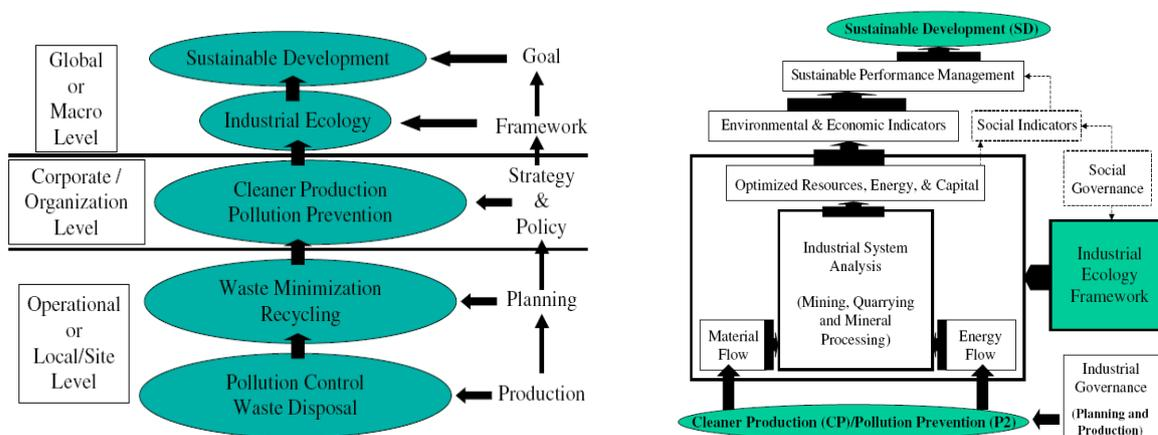 Global
or
Macro
Level
Sustainable Development
Goal
Industrial Ecology
Framework
Corporate /
Organization
Level
Cleaner Production
Pollution Prevention
Strategy
&
Policy
Operational
or
Local/Site
Level
Waste Minimization
Recycling
Planning
Pollution Control
Waste Disposal
Production
Sustainable Development (SD)
Sustainable Performance Management
Environmental & Economic Indicators
Social Indicators
Social
Governance
Optimized Resources, Energy, & Capital
Industrial System
Analysis
(Mining, Quarrying
and Mineral
Processing)
Industrial
Ecology
Framework
Material
Flow
Energy
Flow
Industrial
Governance
(Planning and
Production)
Cleaner Production (CP)/Pollution Prevention (P2)